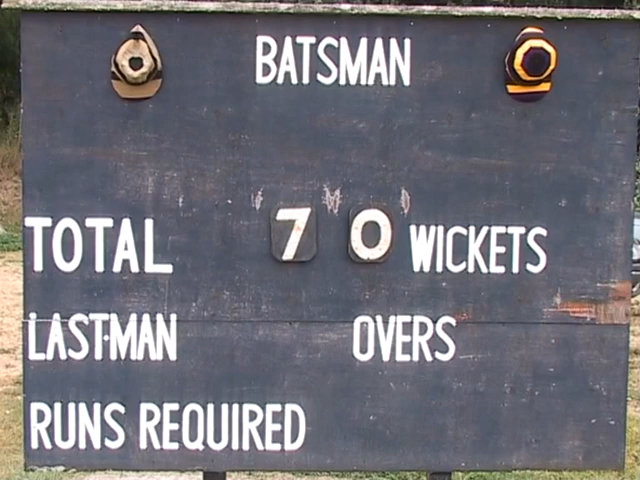 BATSMAN
TOTAL 7 0 WICKETS
LAST·MAN OVERS
RUNS REQUIRED